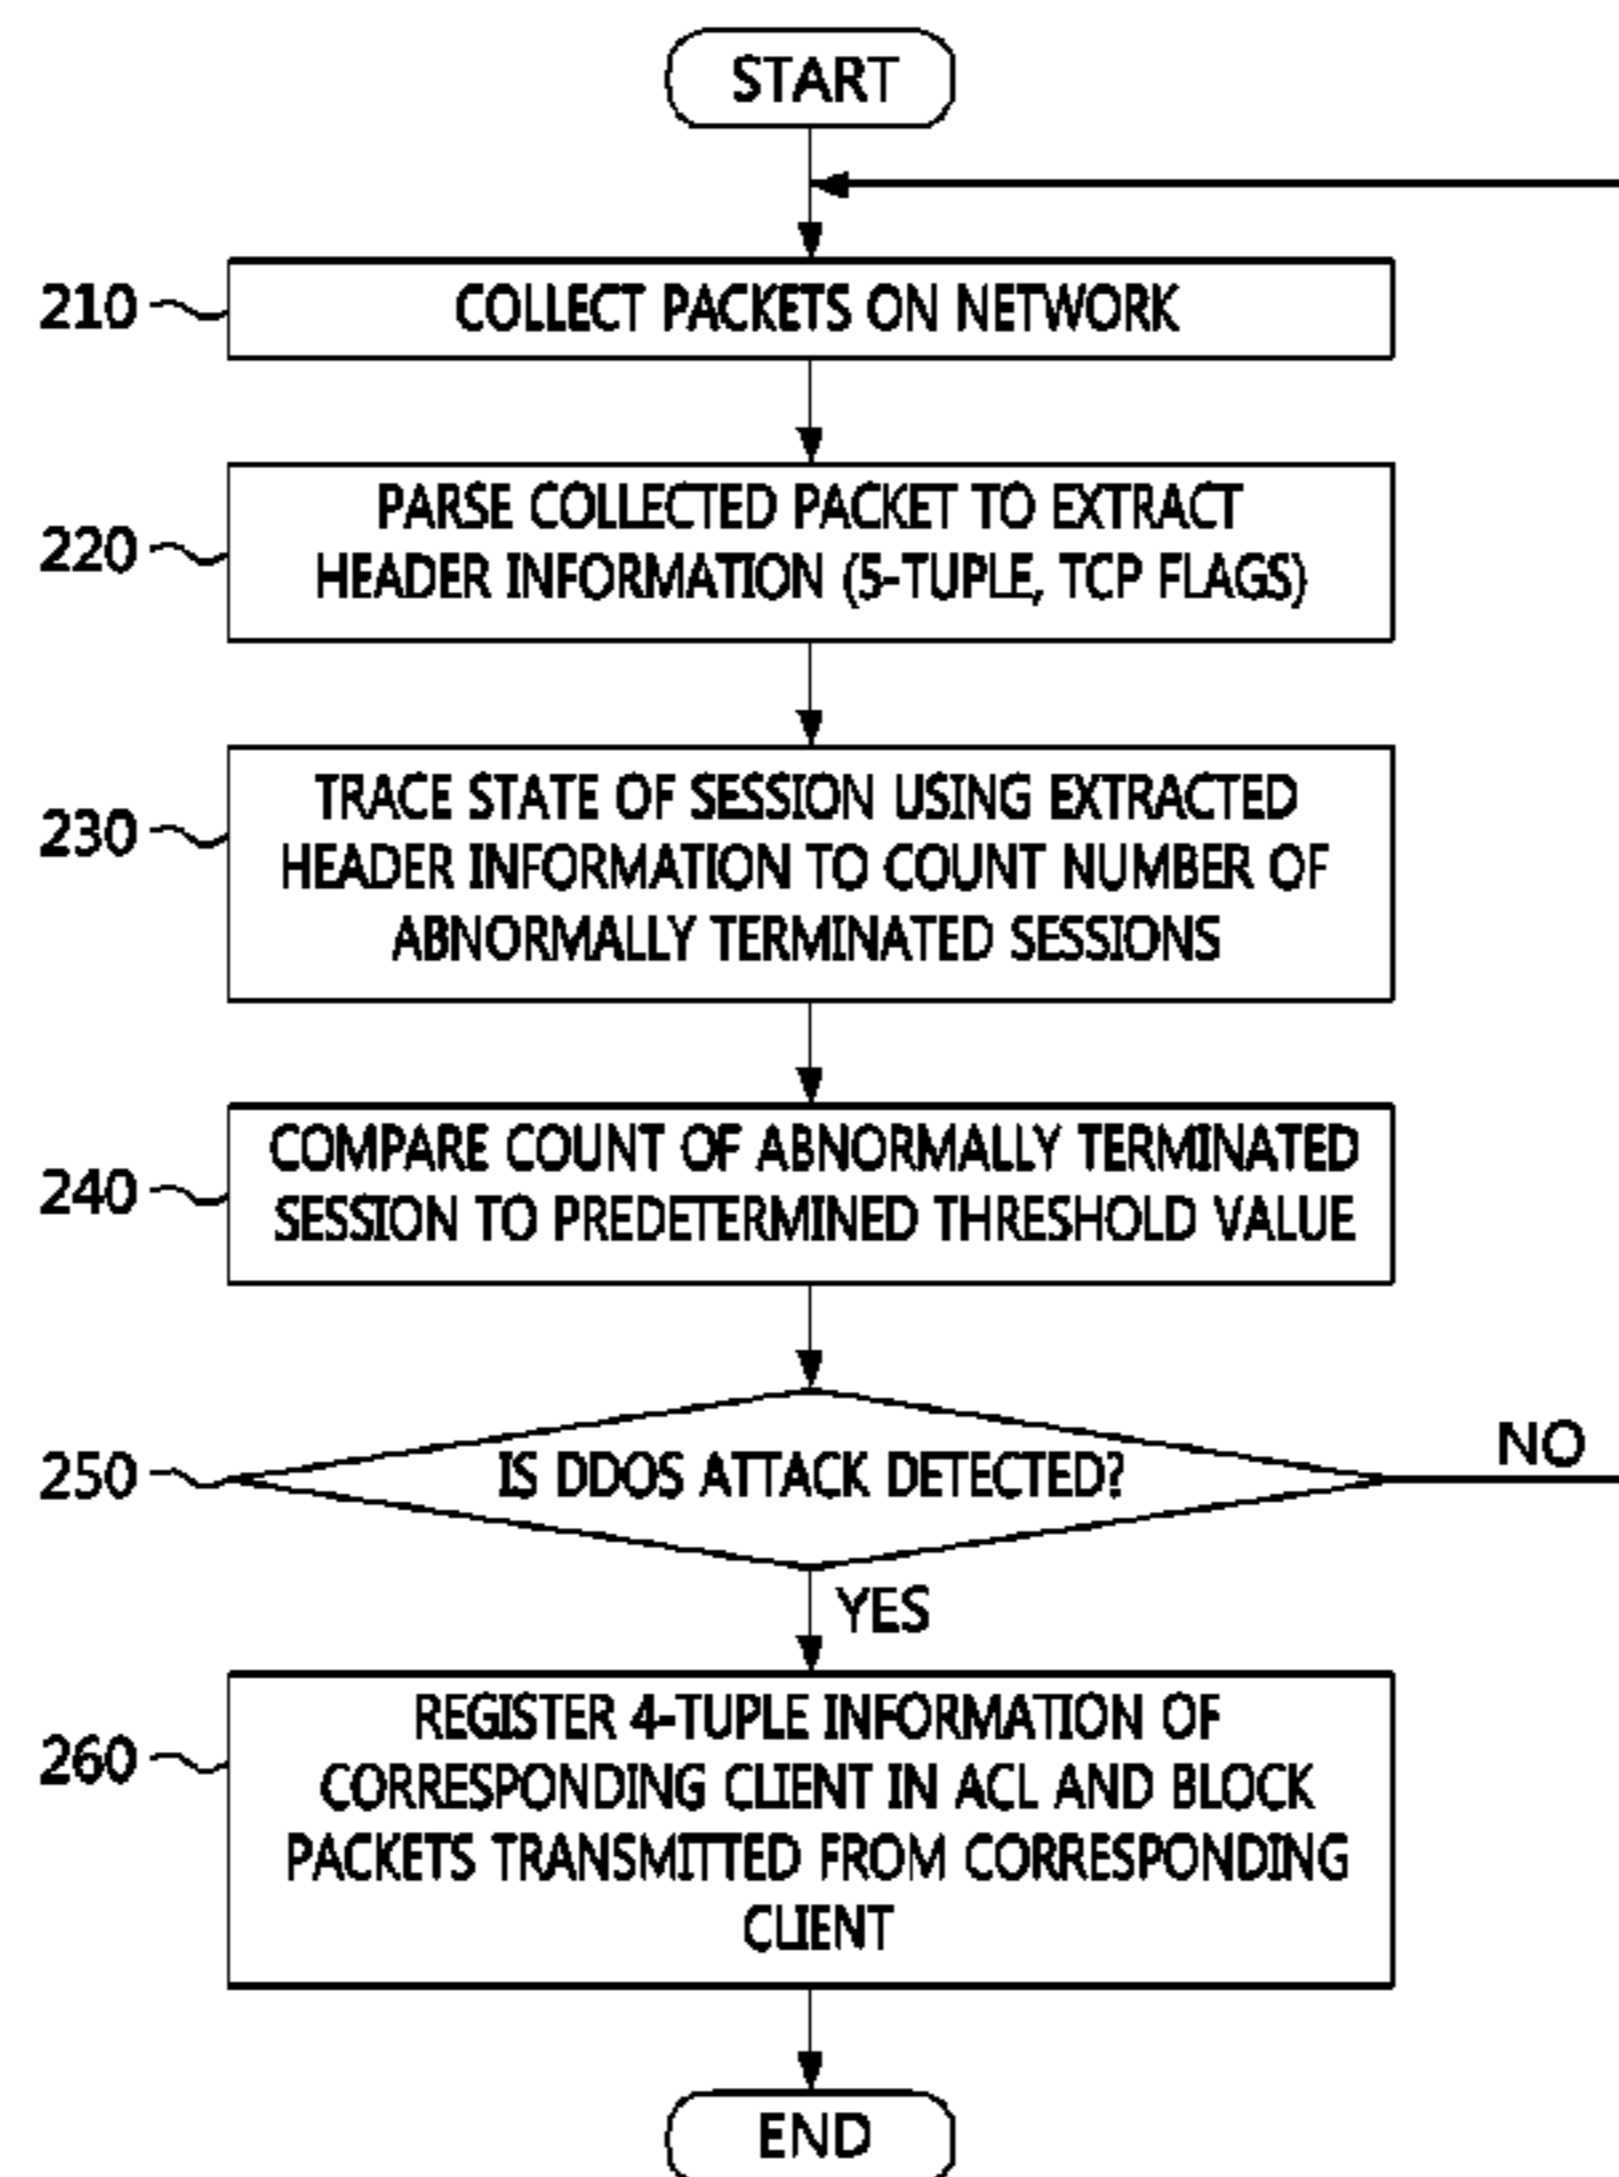 START
210
COLLECT PACKETS ON NETWORK
220
PARSE COLLECTED PACKET TO EXTRACT
HEADER INFORMATION (5-TUPLE, TCP FLAGS)
230
TRACE STATE OF SESSION USING EXTRACTED
HEADER INFORMATION TO COUNT NUMBER OF
ABNORMALLY TERMINATED SESSIONS
240
COMPARE COUNT OF ABNORMALLY TERMINATED
SESSION TO PREDETERMINED THRESHOLD VALUE
250
IS DDOS ATTACK DETECTED?
NO
YES
260
REGISTER 4-TUPLE INFORMATION OF
CORRESPONDING CLIENT IN ACL AND BLOCK
PACKETS TRANSMITTED FROM CORRESPONDING
CLIENT
END